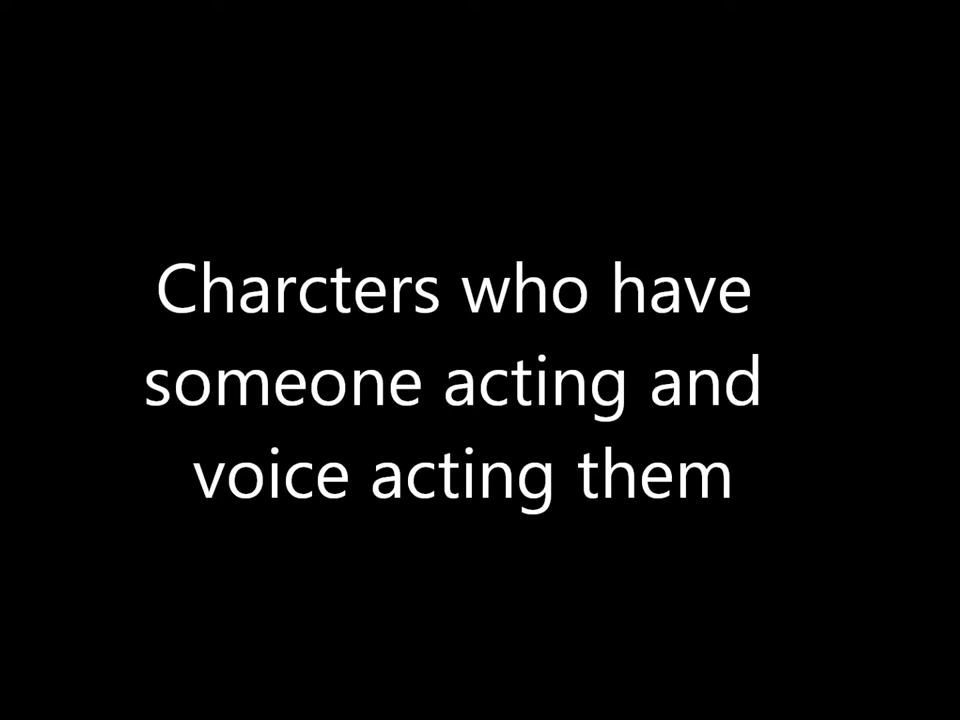 Charcters who have
someone acting and
voice acting them